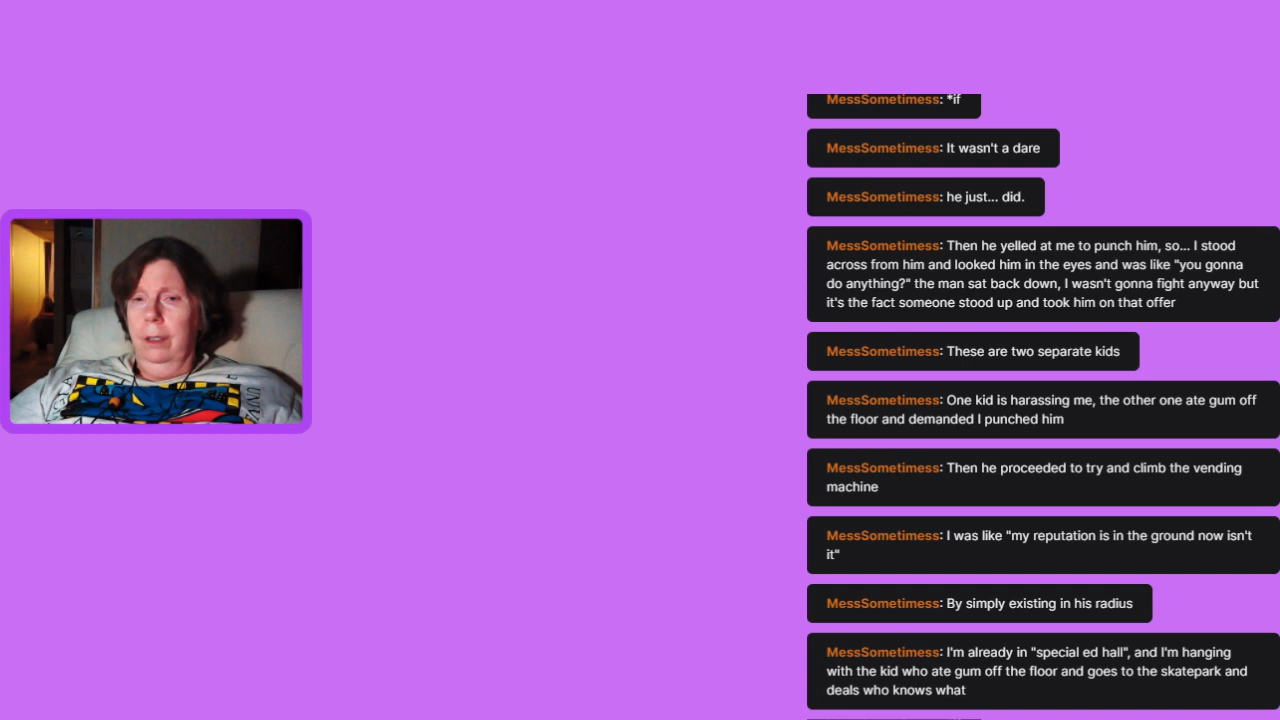 MessSometimess: *if
MessSometimess: It wasn't a dare
MessSometimess: he just... did.
MessSometimess: Then he yelled at me to punch him, so... I stood
across from him and looked him in the eyes and was like "you gonna
do anything?" the man sat back down, I wasn't gonna fight anyway but
it's the fact someone stood up and took him on that offer
MessSometimess: These are two separate kids
MessSometimess: One kid is harassing me, the other one ate gum off
the floor and demanded I punched him
MessSometimess: Then he proceeded to try and climb the vending
machine
MessSometimess: I was like "my reputation is in the ground now isn't
it"
MessSometimess: By simply existing in his radius
MessSometimess: I'm already in "special ed hall", and I'm hanging
with the kid who ate gum off the floor and goes to the skatepark and
deals who knows what